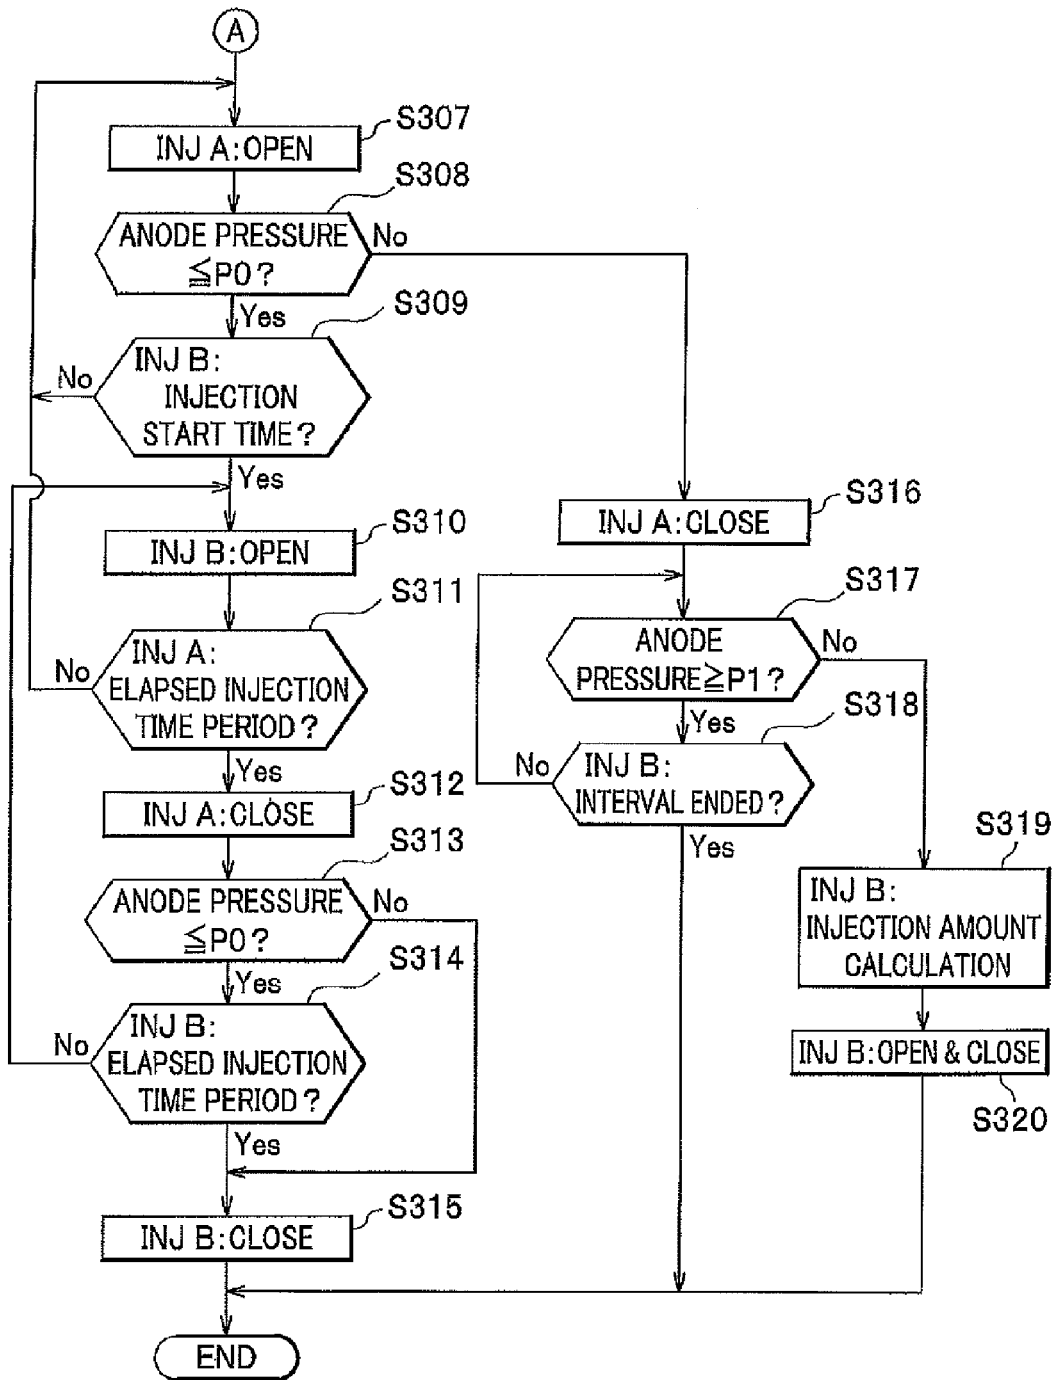 A
S307
INJ A:OPEN
S308
ANODE PRESSURE
≦P0?
No
Yes
S309
INJ B:
INJECTION
START TIME?
No
Yes
S310
INJ B:OPEN
S311
INJ A:
ELAPSED INJECTION
TIME PERIOD?
No
Yes
S312
INJ A:CLOSE
S313
ANODE PRESSURE
≦P0?
No
Yes
S314
INJ B:
ELAPSED INJECTION
TIME PERIOD?
No
Yes
S315
INJ B:CLOSE
END
S316
INJ A:CLOSE
S317
ANODE
PRESSURE≧P1?
No
Yes
S318
INJ B:
INTERVAL ENDED?
No
Yes
S319
INJ B:
INJECTION AMOUNT
CALCULATION
INJ B:OPEN & CLOSE
S320